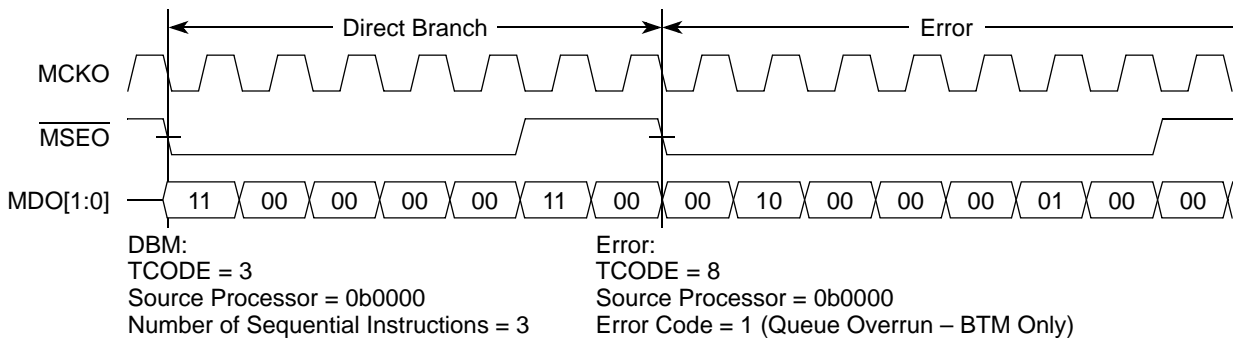 Direct Branch Error
MCKO
MSEO
MDO[1:0] 11 00 00 00 00 11 00 00 10 00 00 00 01 00 00
DBM: Error:
TCODE = 3 TCODE = 8
Source Processor = 0b0000 Source Processor = 0b0000
Number of Sequential Instructions = 3 Error Code = 1 (Queue Overrun – BTM Only)